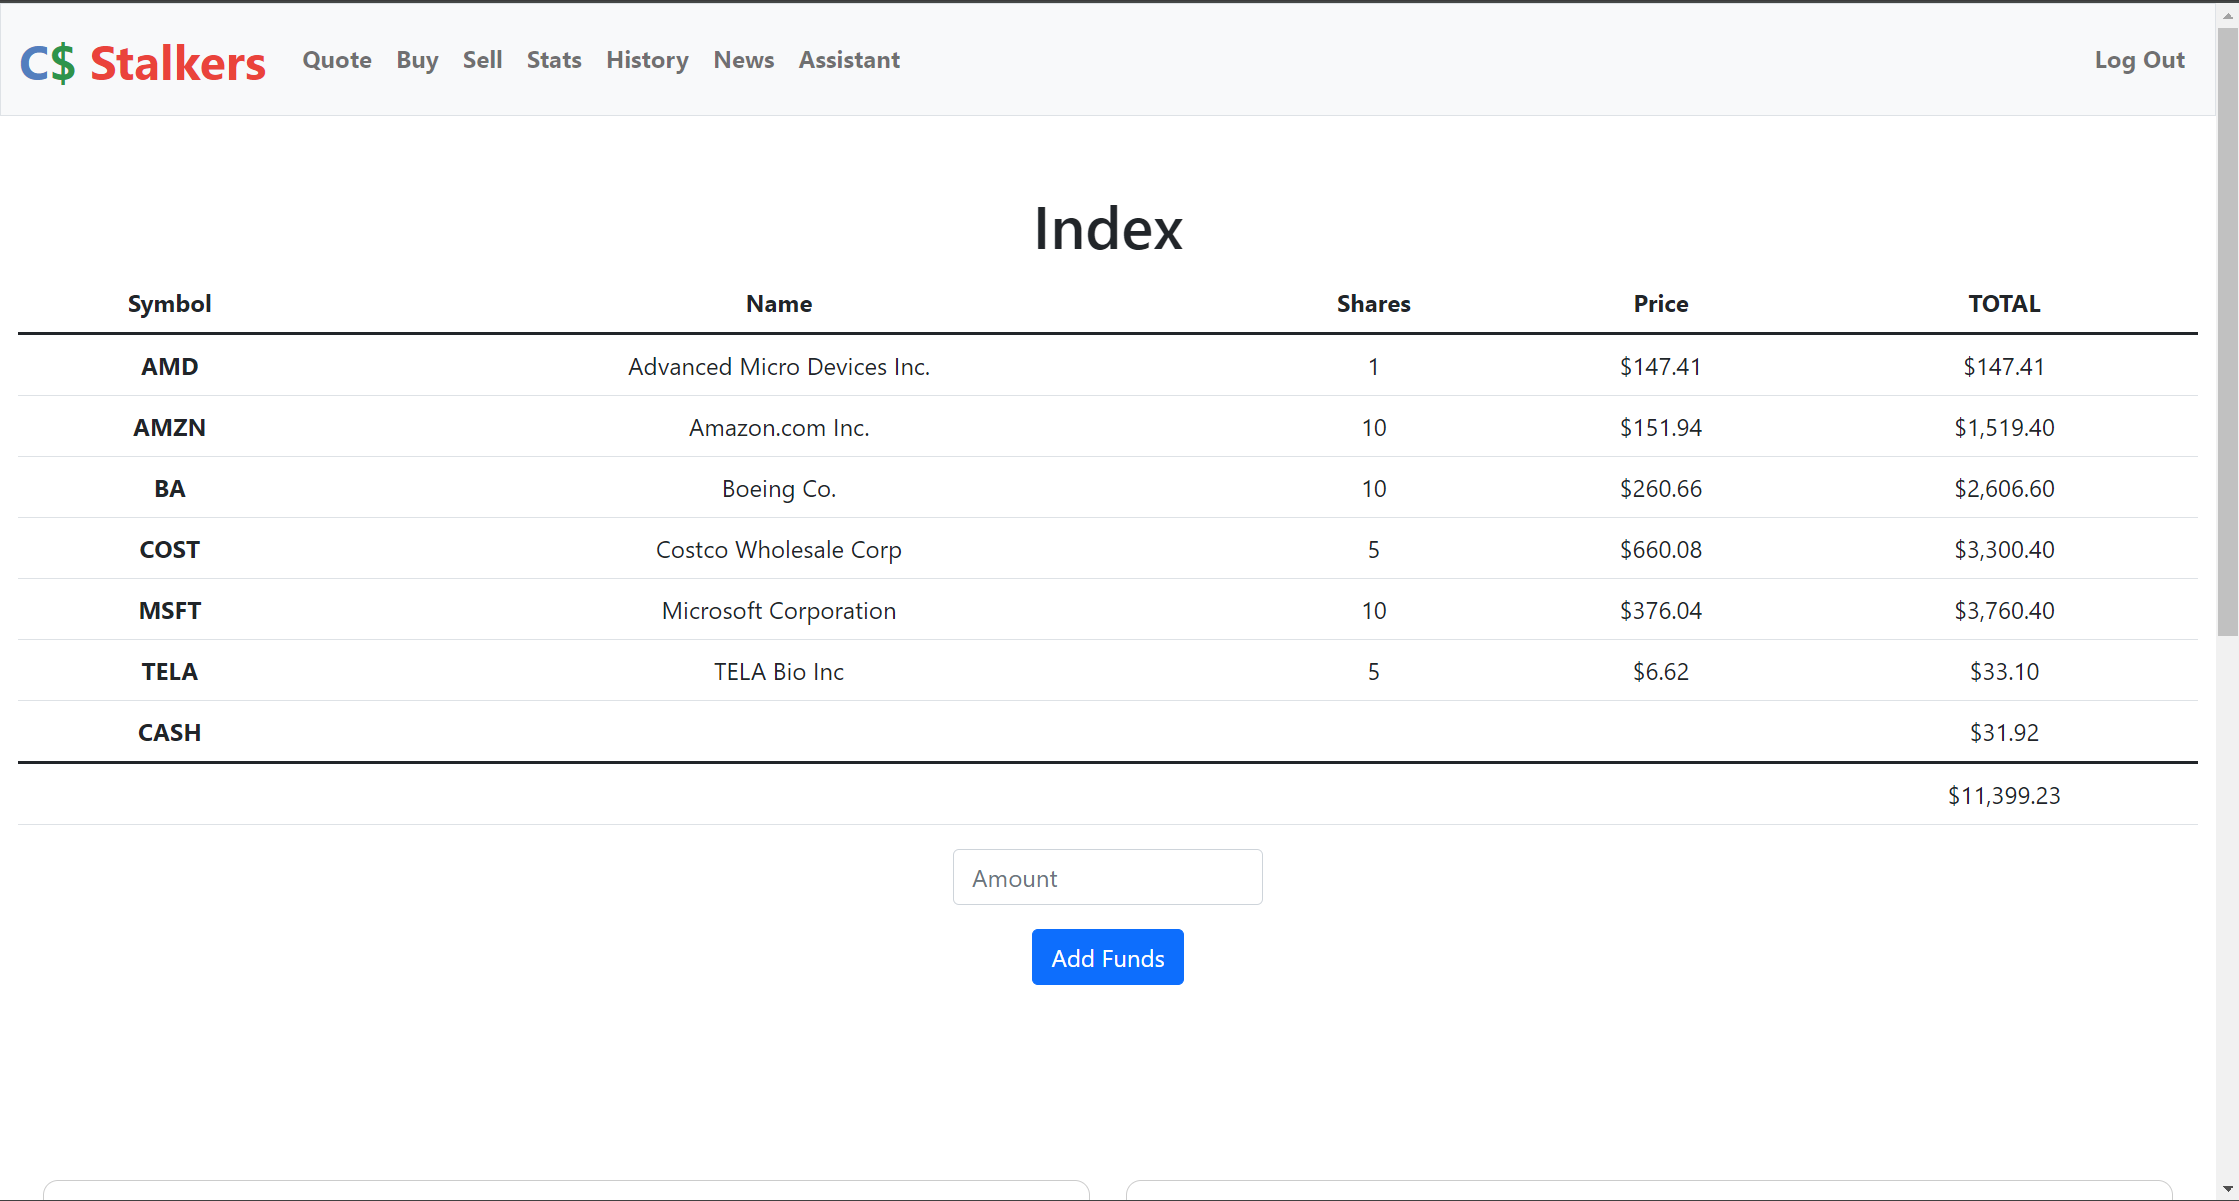 C$ Stalkers Quote Buy Sell Stats History News Assistant Log Out
Index
Symbol Name Shares Price TOTAL
AMD Advanced Micro Devices Inc. 1 $147.41 $147.41
AMZN Amazon.com Inc. 10 $151.94 $1,519.40
BA Boeing Co. 10 $260.66 $2,606.60
COST Costco Wholesale Corp 5 $660.08 $3,300.40
MSFT Microsoft Corporation 10 $376.04 $3,760.40
TELA TELA Bio Inc 5 $6.62 $33.10
CASH $31.92
$11,399.23
Amount
Add Funds